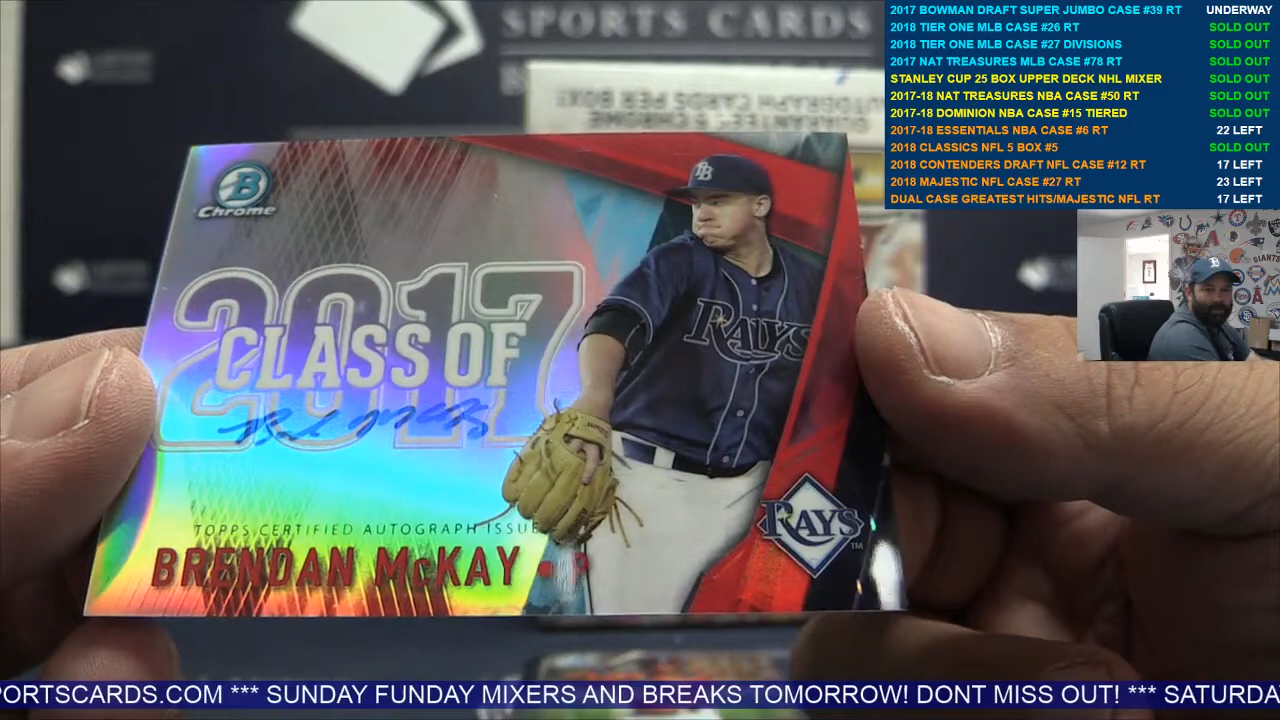 SPORTS CARDS
2017 BOWMAN DRAFT SUPER JUMBO CASE #39 RT UNDERWAY
2018 TIER ONE MLB CASE #26 RT SOLD OUT
2018 TIER ONE MLB CASE #27 DIVISIONS SOLD OUT
2017 NAT TREASURES MLB CASE #78 RT SOLD OUT
STANLEY CUP 25 BOX UPPER DECK NHL MIXER SOLD OUT
2017-18 NAT TREASURES NBA CASE #50 RT SOLD OUT
2017-18 DOMINION NBA CASE #15 TIERED SOLD OUT
2017-18 ESSENTIALS NBA CASE #6 RT 22 LEFT
2018 CLASSICS NFL 5 BOX #5 SOLD OUT
2018 CONTENDERS DRAFT NFL CASE #12 RT 17 LEFT
2018 MAJESTIC NFL CASE #27 RT 23 LEFT
DUAL CASE GREATEST HITS/MAJESTIC NFL RT 17 LEFT
AUTOGRAPH CARDS PER BOX!
B
Chrome
TB
2017
CLASS OF
RAYS
TOPPS CERTIFIED AUTOGRAPH ISSUE
BRENDAN McKAY • P
RAYS
TM
GIANTS
PORTSCARDS.COM *** SUNDAY FUNDAY MIXERS AND BREAKS TOMORROW! DONT MISS OUT! *** SATURDA